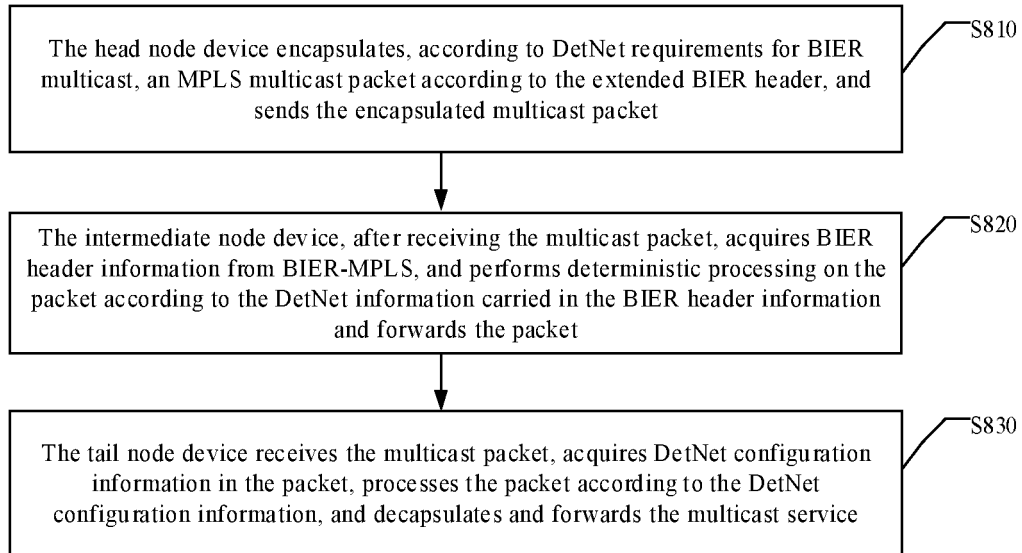 The head node device encapsulates, according to DetNet requirements for BIER
multicast, an MPLS multicast packet according to the extended BIER header, and
sends the encapsulated multicast packet
S810
The intermediate node device, after receiving the multicast packet, acquires BIER
header information from BIER-MPLS, and performs deterministic processing on the
packet according to the DetNet information carried in the BIER header information
and forwards the packet
S820
The tail node device receives the multicast packet, acquires DetNet configuration
information in the packet, processes the packet according to the DetNet
configuration information, and decapsulates and forwards the multicast service
S830